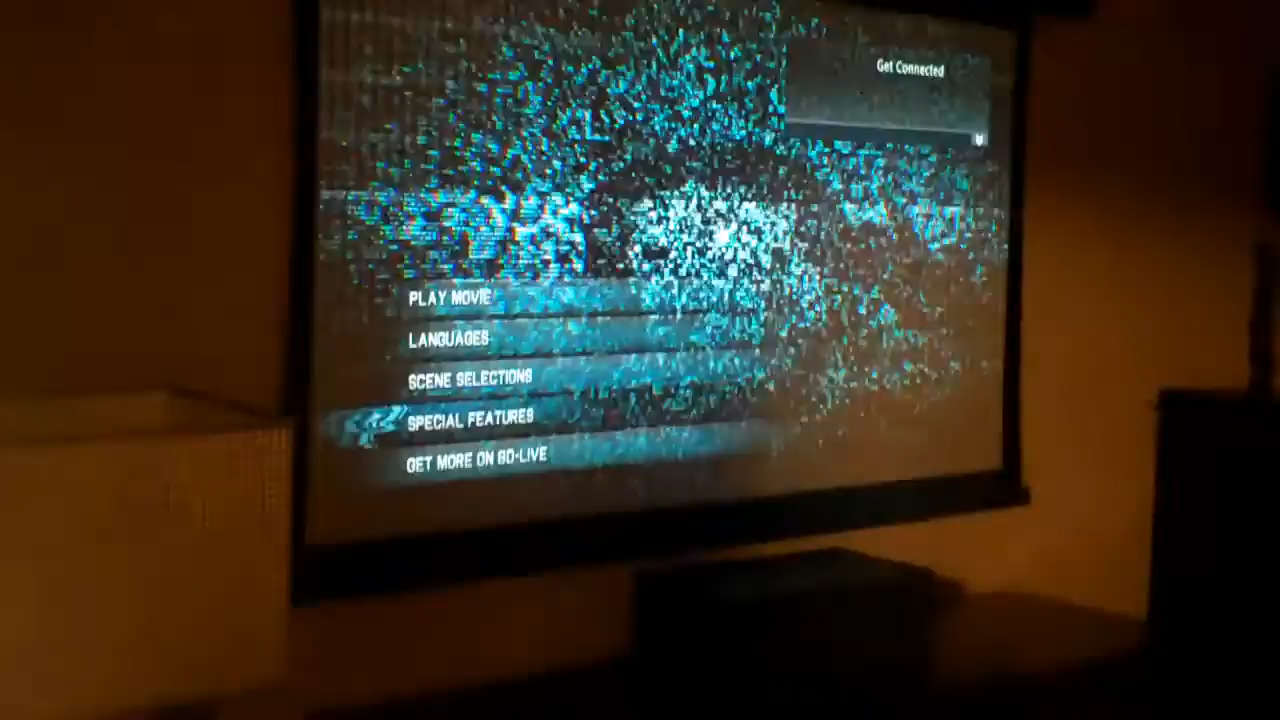 Get Connected
PLAY MOVIE
LANGUAGES
SCENE SELECTIONS
SPECIAL FEATURES
GET MORE ON BD-LIVE